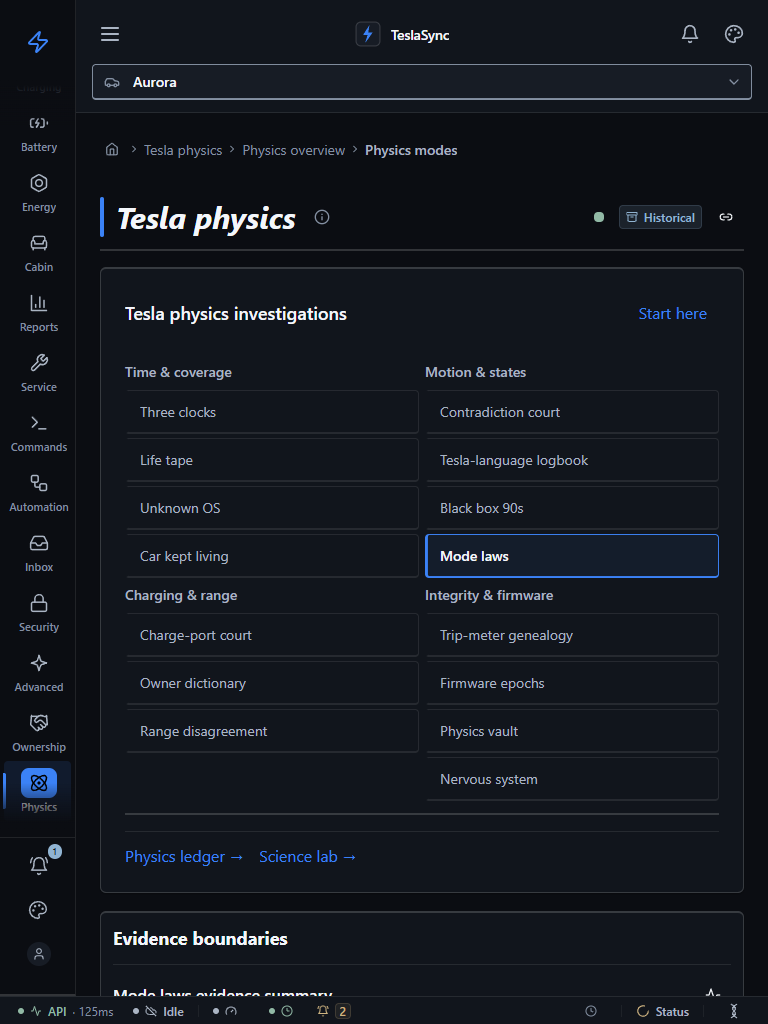 TeslaSync
Aurora
Charging
Battery
Energy
Cabin
Reports
Service
Commands
Automation
Inbox
Security
Advanced
Ownership
Physics
1
Tesla physics > Physics overview > Physics modes
Tesla physics
Historical
Tesla physics investigations
Start here
Time & coverage
Three clocks
Life tape
Unknown OS
Car kept living
Motion & states
Contradiction court
Tesla-language logbook
Black box 90s
Mode laws
Charging & range
Charge-port court
Owner dictionary
Range disagreement
Integrity & firmware
Trip-meter genealogy
Firmware epochs
Physics vault
Nervous system
Physics ledger → Science lab →
Evidence boundaries
Mode laws evidence summary
API · 125ms Idle 2 Status